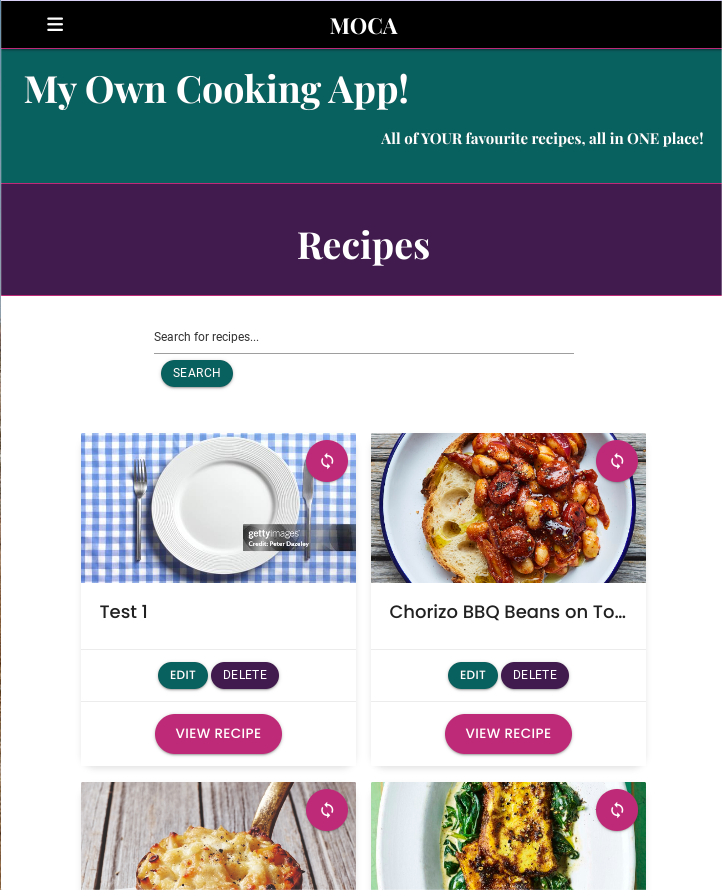 MOCA
My Own Cooking App!
All of YOUR favourite recipes, all in ONE place!
Recipes
Search for recipes...
SEARCH
gettyimages
Credit: Peter Dazeley
Test 1
Chorizo BBQ Beans on To...
EDIT DELETE
EDIT DELETE
VIEW RECIPE
VIEW RECIPE